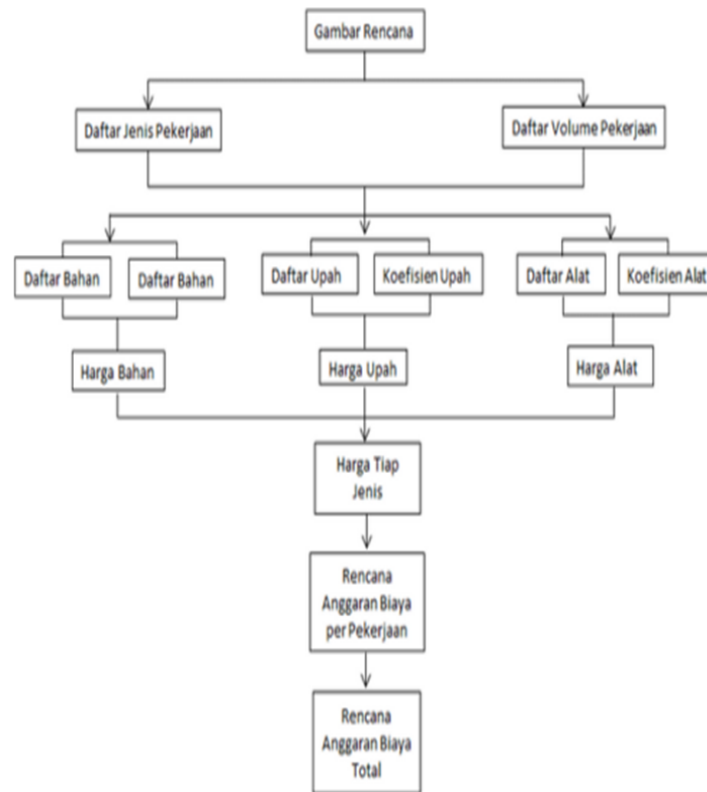 Gambar Rencana
Daftar Jenis Pekerjaan
Daftar Volume Pekerjaan
Daftar Bahan
Daftar Bahan
Daftar Upah
Koefisien Upah
Daftar Alat
Koefisien Alat
Harga Bahan
Harga Upah
Harga Alat
Harga Tiap
Jenis
Rencana
Anggaran Biaya
per Pekerjaan
Rencana
Anggaran Biaya
Total